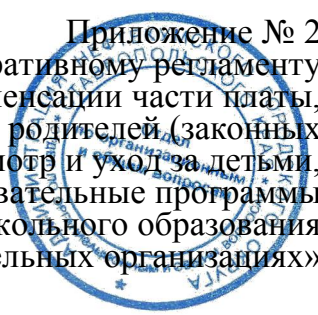 Приложение № 2
ративному регламенту
енсации части платы,
родителей (законных
мотр и уход за детьми,
вательные программы
кольного образования
ельных организациях»